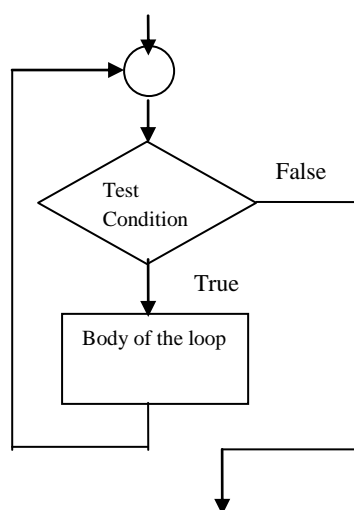 Test
Condition
False
True
Body of the loop